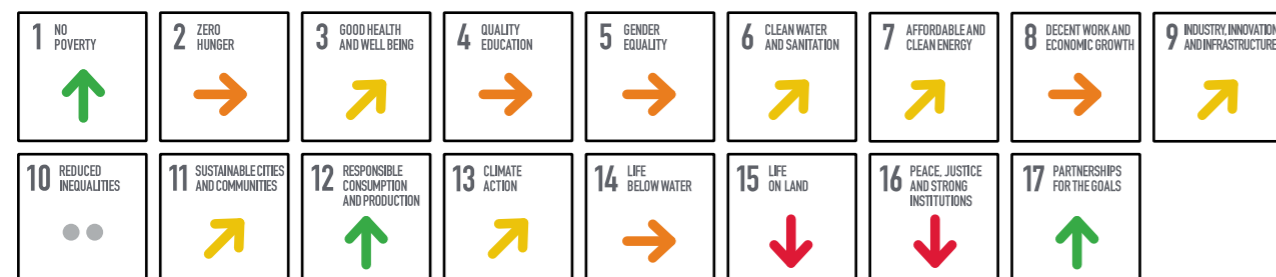 1 NO
POVERTY
2 ZERO
HUNGER
3 GOOD HEALTH
AND WELL BEING
4 QUALITY
EDUCATION
5 GENDER
EQUALITY
6 CLEAN WATER
AND SANITATION
7 AFFORDABLE AND
CLEAN ENERGY
8 DECENT WORK AND
ECONOMIC GROWTH
9 INDUSTRY, INNOVATION
AND INFRASTRUCTURE
10 REDUCED
INEQUALITIES
11 SUSTAINABLE CITIES
AND COMMUNITIES
12 RESPONSIBLE
CONSUMPTION
AND PRODUCTION
13 CLIMATE
ACTION
14 LIFE
BELOW WATER
15 LIFE
ON LAND
16 PEACE, JUSTICE
AND STRONG
INSTITUTIONS
17 PARTNERSHIPS
FOR THE GOALS